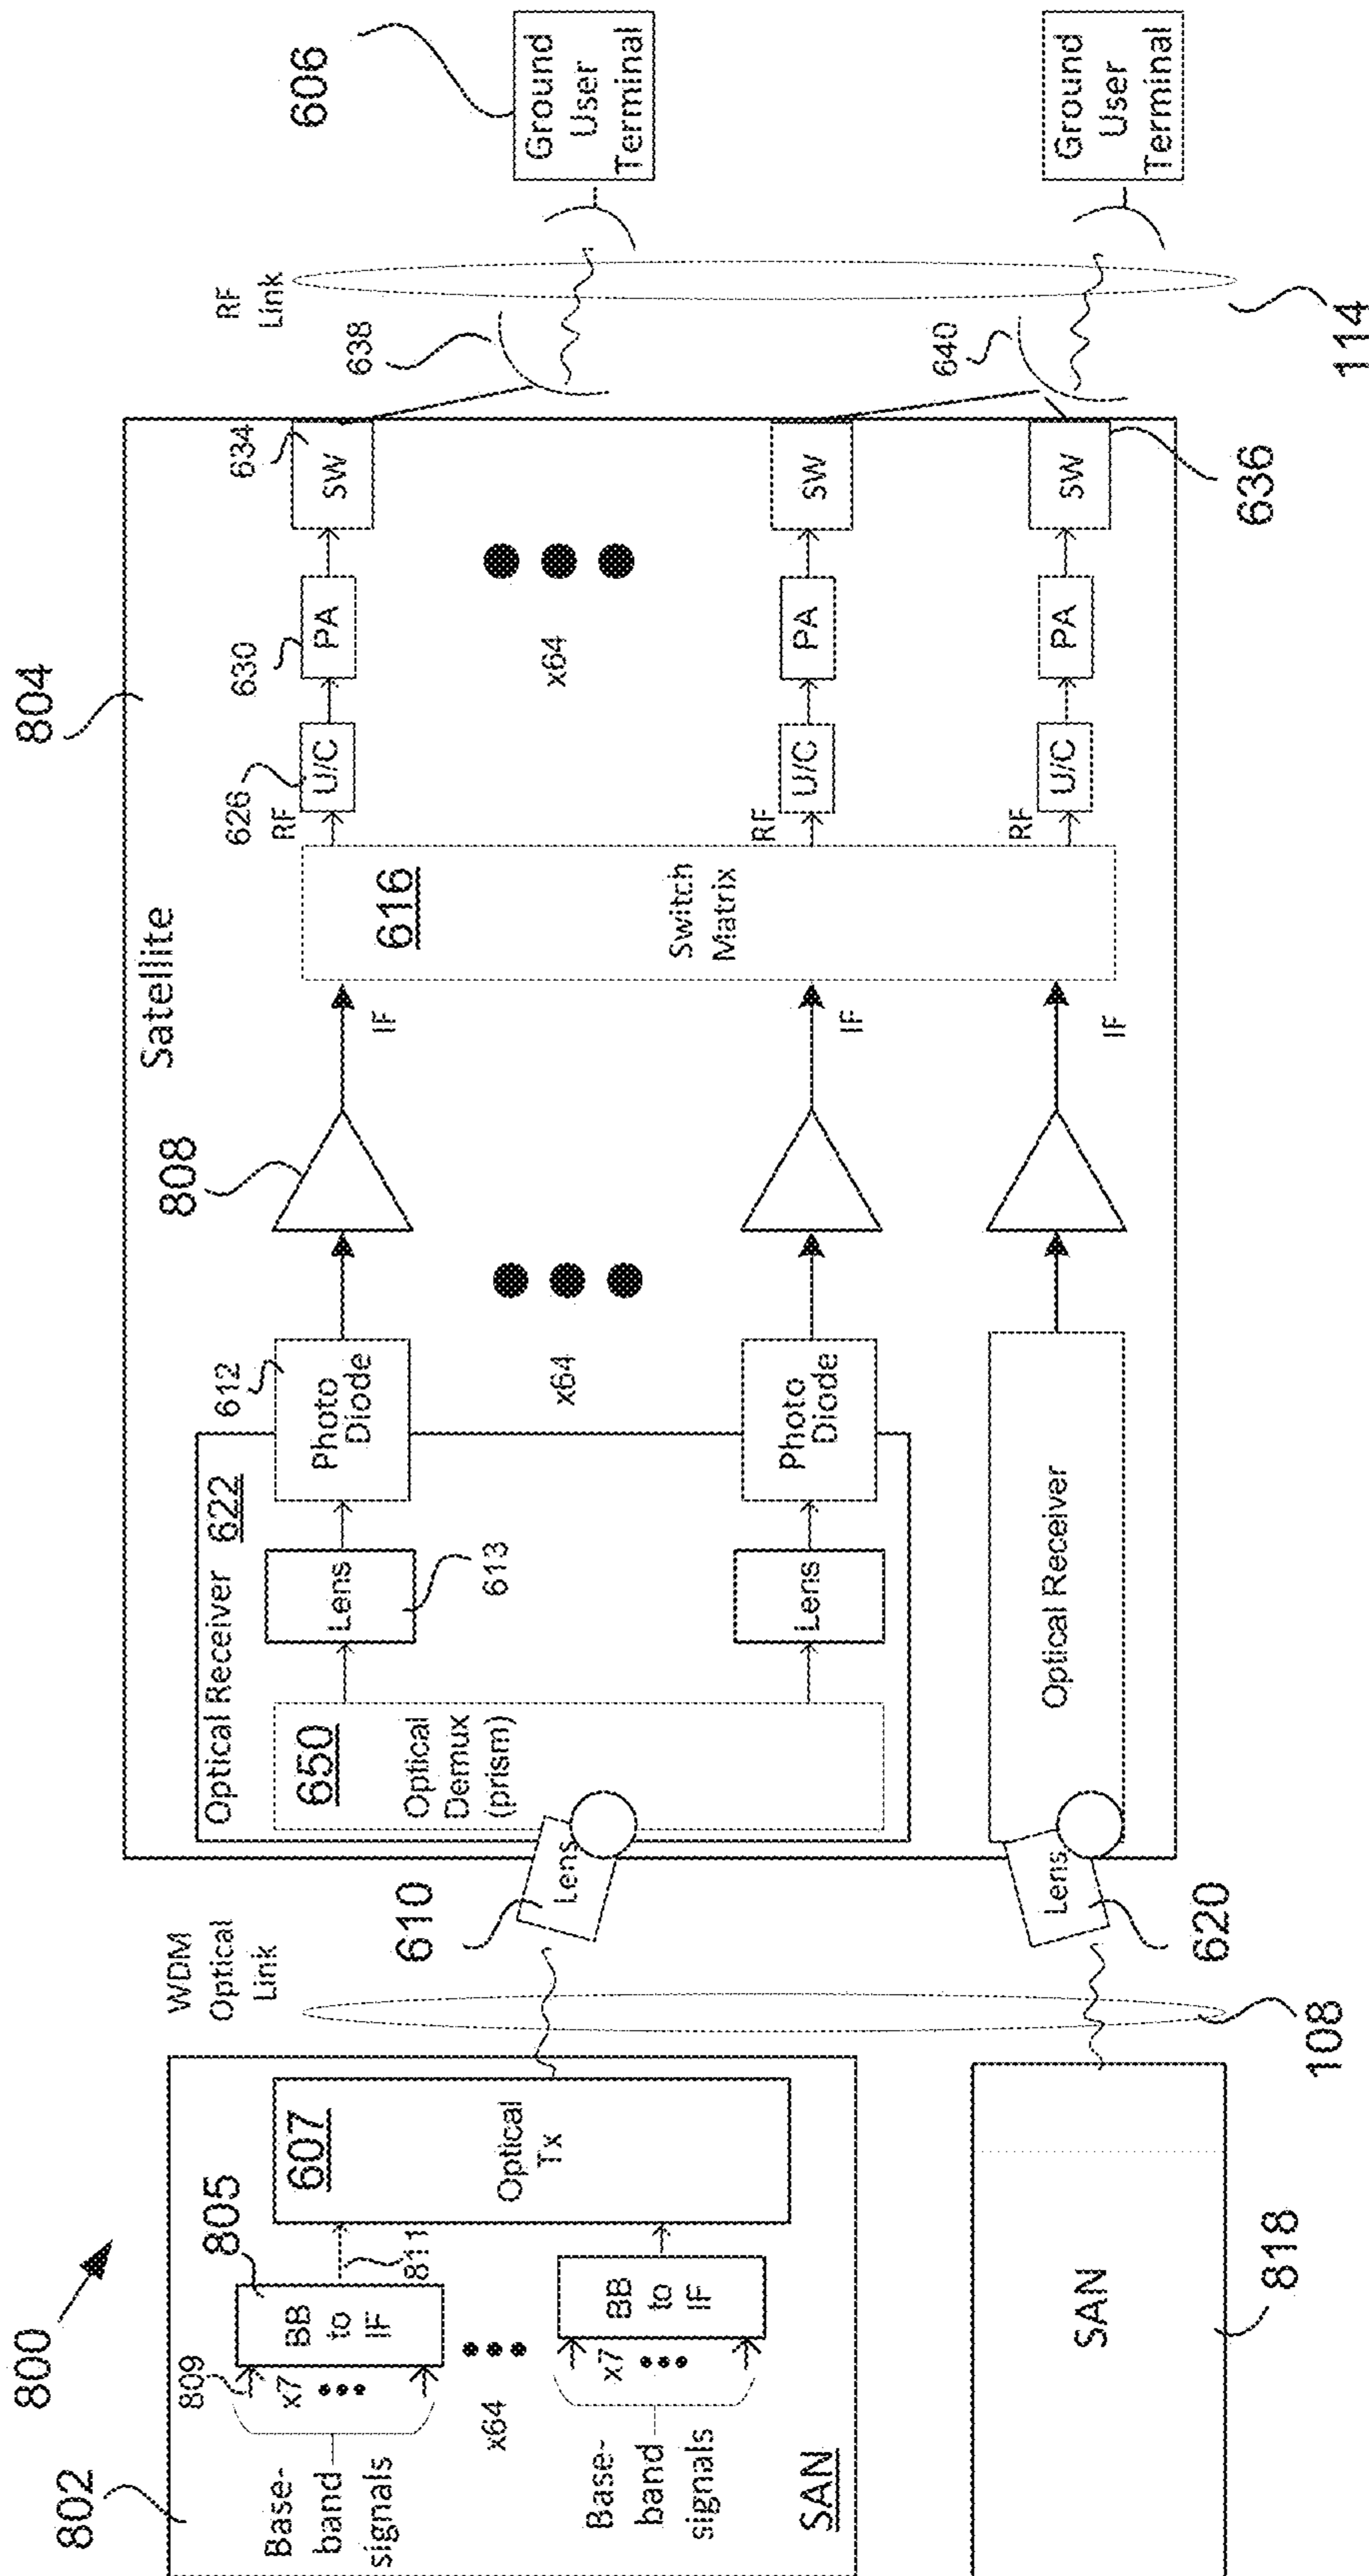 800
802
SAN
Base-
band
signals
809
x7
805
BB
to
IF
811
x64
Base-
band
signals
x7
BB
to
IF
607
Optical
Tx
SAN
818
WDM
Optical
Link
108
804
Satellite
610
Lens
Optical Receiver 622
650
Optical
Demux
(prism)
Lens
613
612
Photo
Diode
x64
Lens
Photo
Diode
620
Lens
Optical Receiver
808
IF
IF
IF
616
Switch
Matrix
RF
626
U/C
630
PA
634
SW
x64
RF
U/C
PA
SW
RF
U/C
PA
SW
636
RF
Link
638
640
114
606
Ground
User
Terminal
Ground
User
Terminal